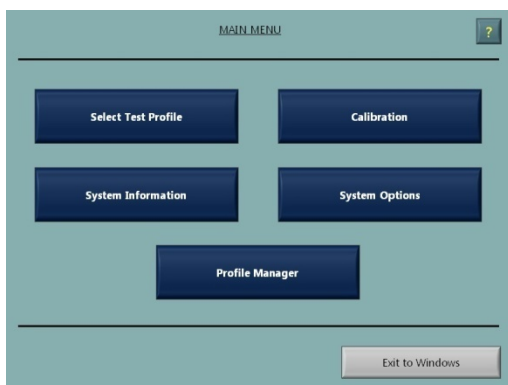 MAIN MENU
?
Select Test Profile
Calibration
System Information
System Options
Profile Manager
Exit to Windows